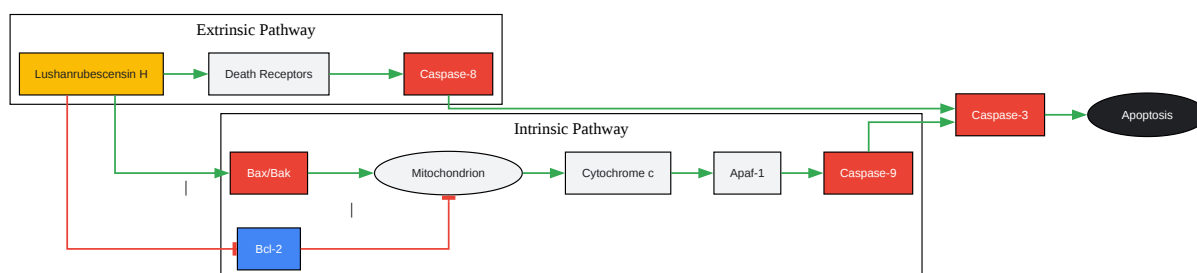 Extrinsic Pathway
Lushanrubescensin H
Death Receptors
Caspase-8
Caspase-3
Apoptosis
Intrinsic Pathway
Bax/Bak
Mitochondrion
Cytochrome c
Apaf-1
Caspase-9
|
|
Bcl-2